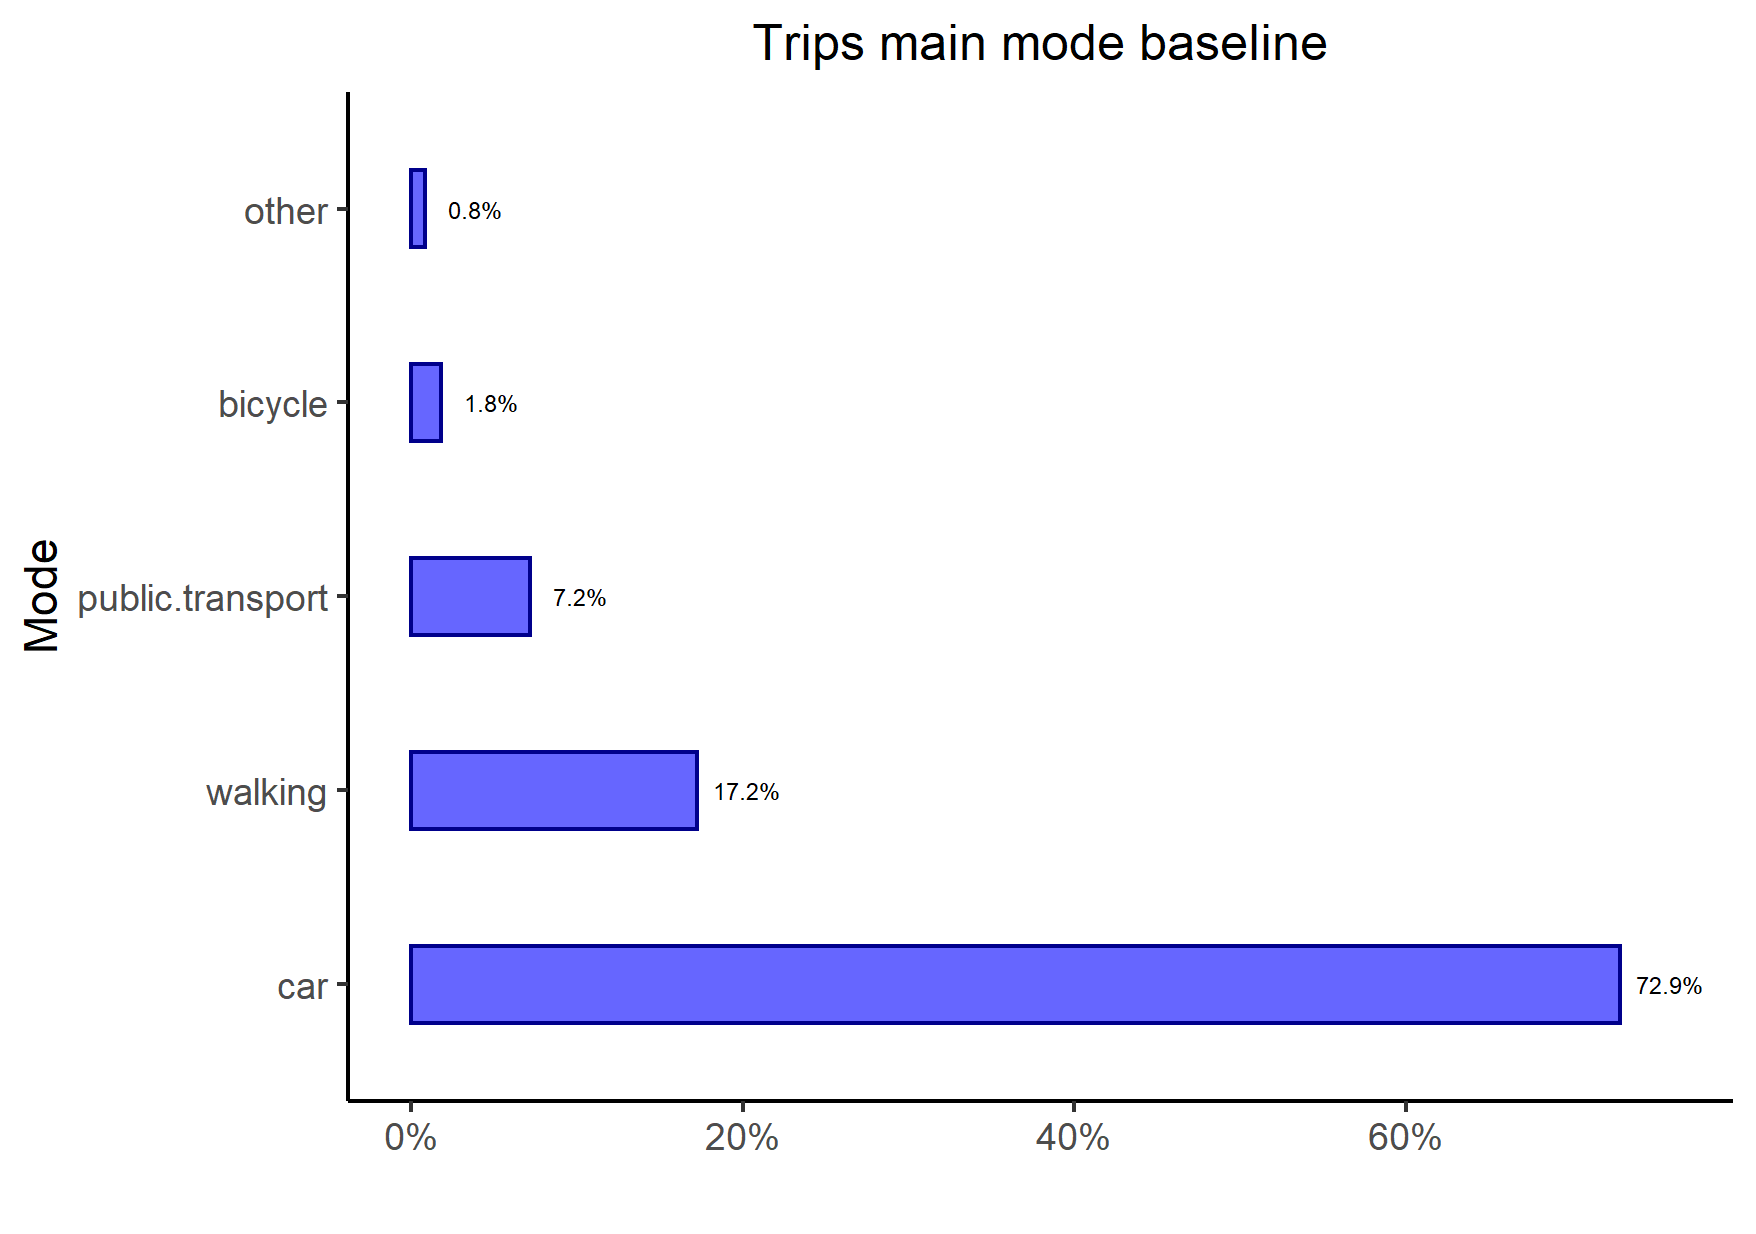 Trips main mode baseline
other
0.8%
bicycle
1.8%
Mode
public.transport
7.2%
walking
17.2%
car
72.9%
0%
20%
40%
60%